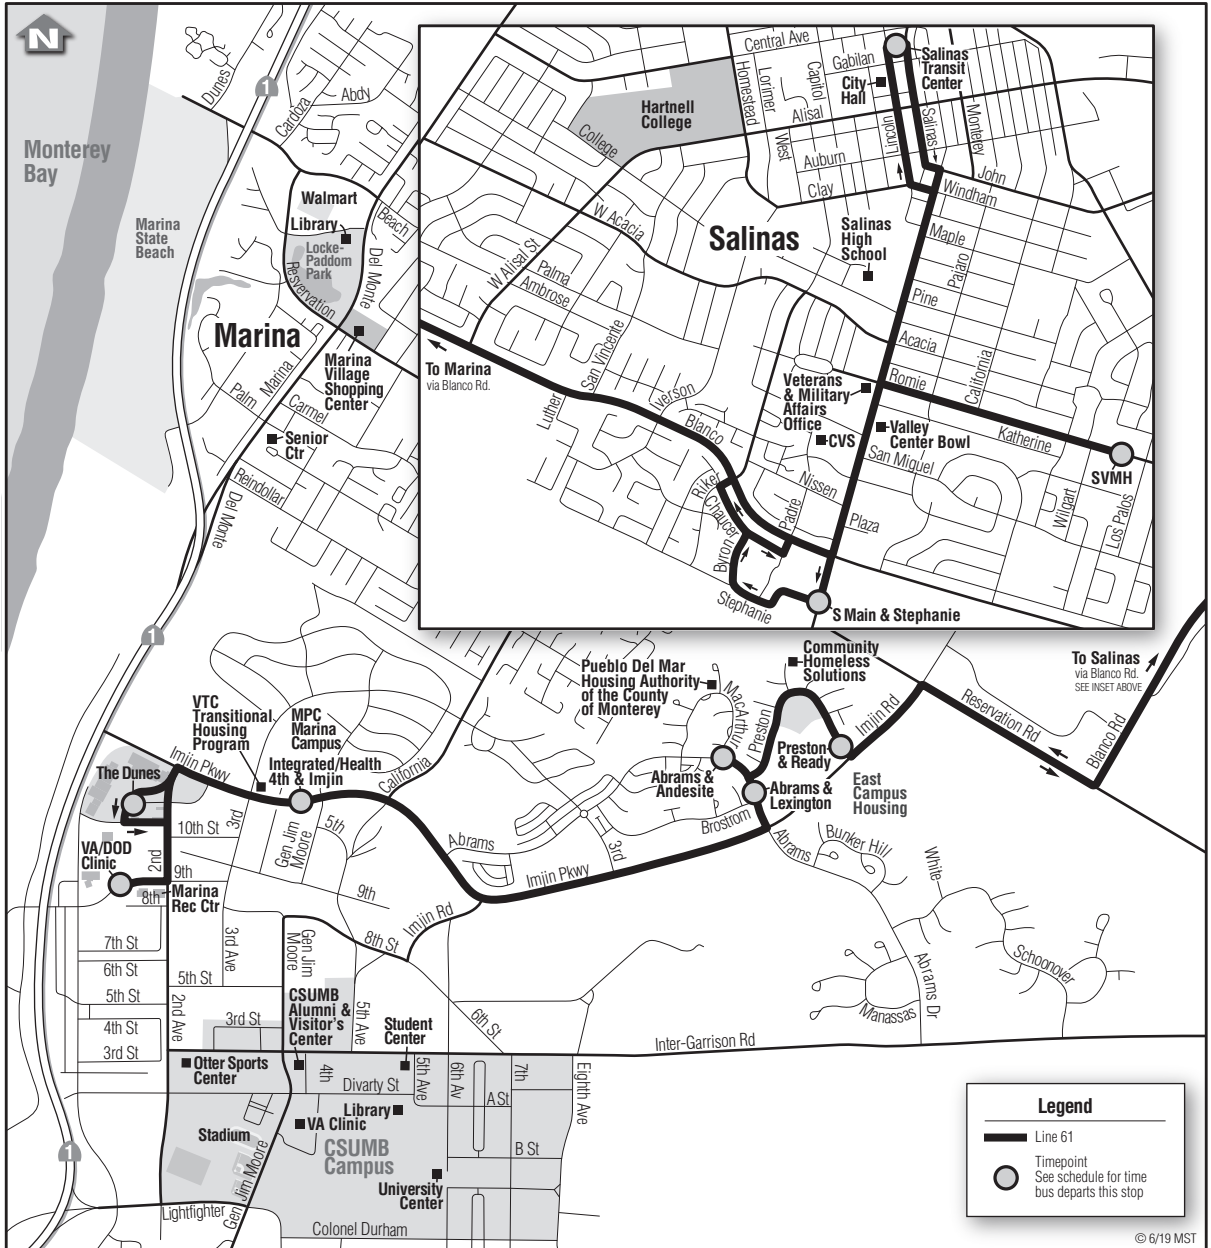 N
Monterey
Bay
Marina
State
Beach
1
Dunes
Cardoza
Abdy
Walmart
Library
Locke-
Paddom
Park
Beach
Del Monte
Reservation
Marina
Marina
Village
Shopping
Center
Palm
Marina
Carmel
Senior
Ctr
Reindollar
Del Monte
1
Central Ave
Homestead
Lorimer
Capitol
Gabilan
City
Hall
Salinas
Transit
Center
Hartnell
College
College
Alisal
West
Auburn
Clay
Lincoln
Salinas
Monterey
John
Windham
W Acacia
Salinas
Salinas
High
School
Maple
Pajaro
Pine
W Alisal St
Palma
Ambrose
San Vincente
Acacia
Romie
California
To Marina
via Blanco Rd.
Luther
Iverson
Blanco
Veterans
& Military
Affairs
Office
CVS
Valley
Center Bowl
Katherine
San Miquel
SVMH
Riker
Chaucer
Nissen
Padre
Plaza
Wilgart
Los Palos
Byron
Stephanie
S Main & Stephanie
Community
Homeless
Solutions
Pueblo Del Mar
Housing Authority
of the County
of Monterey
MacArthur
Preston
Imjin Rd
Reservation Rd
To Salinas
via Blanco Rd.
SEE INSET ABOVE
Blanco Rd
VTC
Transitional
Housing
Program
MPC
Marina
Campus
Integrated/Health
4th & Imjin
Imjin Pkwy
California
The Dunes
Preston
& Ready
Abrams &
Andesite
Abrams &
Lexington
East
Campus
Housing
10th St
3rd
Gen Jim
Moore
5th
Abrams
Brostrom
3rd
Imjin Pkwy
Abrams
Bunker Hill
White
VA/DOD
Clinic
2nd
9th
8th
Marina
Rec Ctr
9th
Imjin Rd
7th St
6th St
5th St
4th St
3rd St
3rd Ave
Gen Jim
Moore
8th St
5th St
2nd Ave
3rd St
CSUMB
Alumni &
Visitor's
Center
5th Ave
Student
Center
6th St
Abrams Dr
Schoonover
Manassas
Inter-Garrison Rd
Otter Sports
Center
4th
Divarty St
5th Ave
6th Av
7th
Eighth Ave
A St
Library
VA Clinic
Stadium
CSUMB
Campus
B St
University
Center
1
Gen Jim Moore
Lightfighter
Colonel Durham
Legend
Line 61
Timepoint
See schedule for time
bus departs this stop
© 6/19 MST